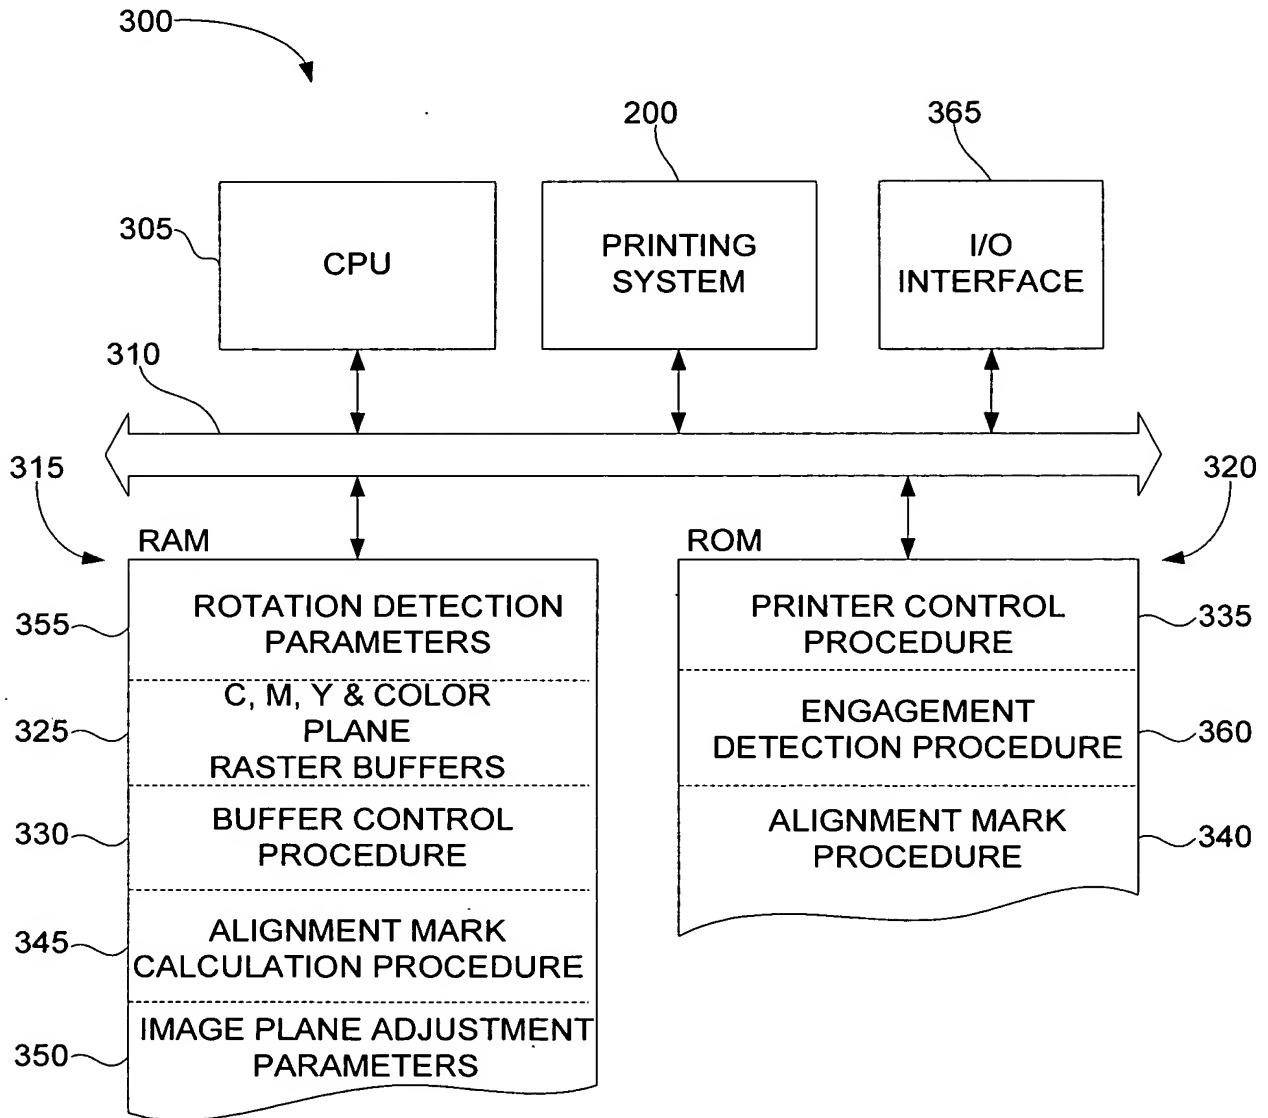 300
200
365
305
CPU
PRINTING
SYSTEM
I/O
INTERFACE
310
315
320
RAM
ROM
355
ROTATION DETECTION
PARAMETERS
PRINTER CONTROL
PROCEDURE
335
325
C, M, Y & COLOR
PLANE
RASTER BUFFERS
ENGAGEMENT
DETECTION PROCEDURE
360
330
BUFFER CONTROL
PROCEDURE
ALIGNMENT MARK
PROCEDURE
340
345
ALIGNMENT MARK
CALCULATION PROCEDURE
350
IMAGE PLANE ADJUSTMENT
PARAMETERS